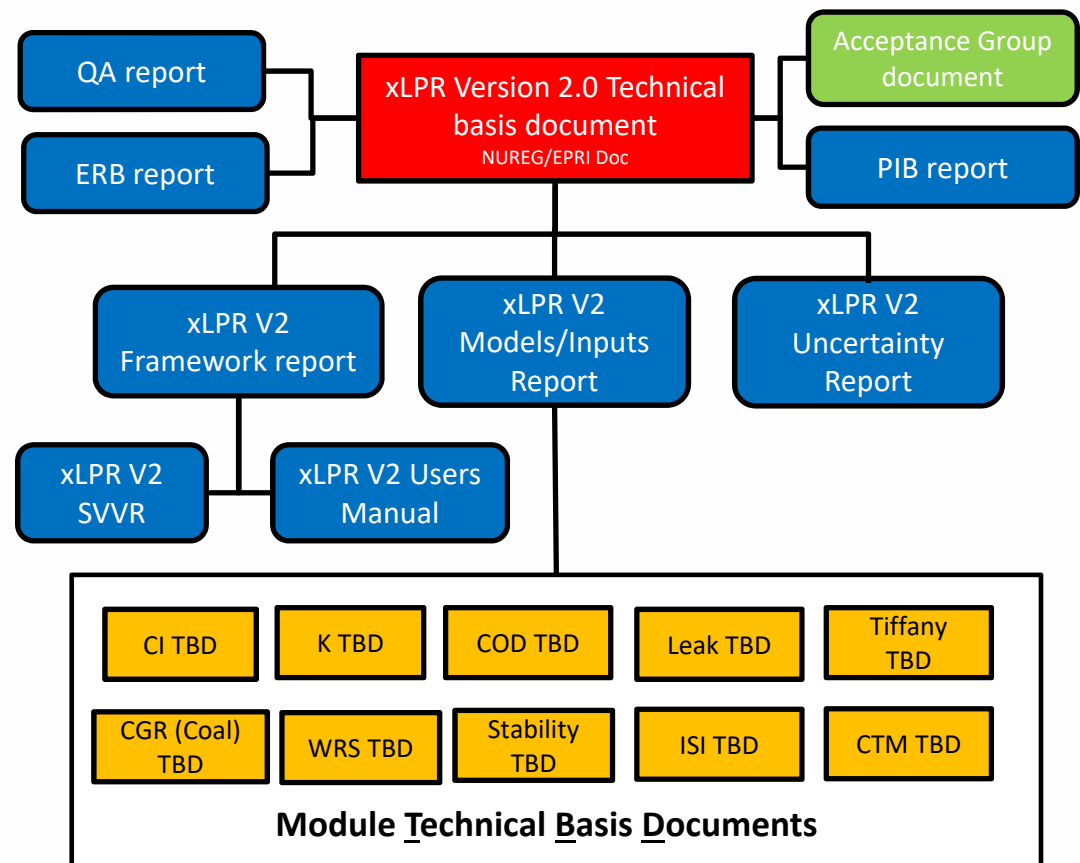 QA report
xLPR Version 2.0 Technical
basis document
NUREG/EPRI Doc
Acceptance Group
document
ERB report
PIB report
xLPR V2
Framework report
xLPR V2
Models/Inputs
Report
xLPR V2
Uncertainty
Report
xLPR V2
SVVR
xLPR V2 Users
Manual
CI TBD
K TBD
COD TBD
Leak TBD
Tiffany
TBD
CGR (Coal)
TBD
WRS TBD
Stability
TBD
ISI TBD
CTM TBD
Module Technical Basis Documents